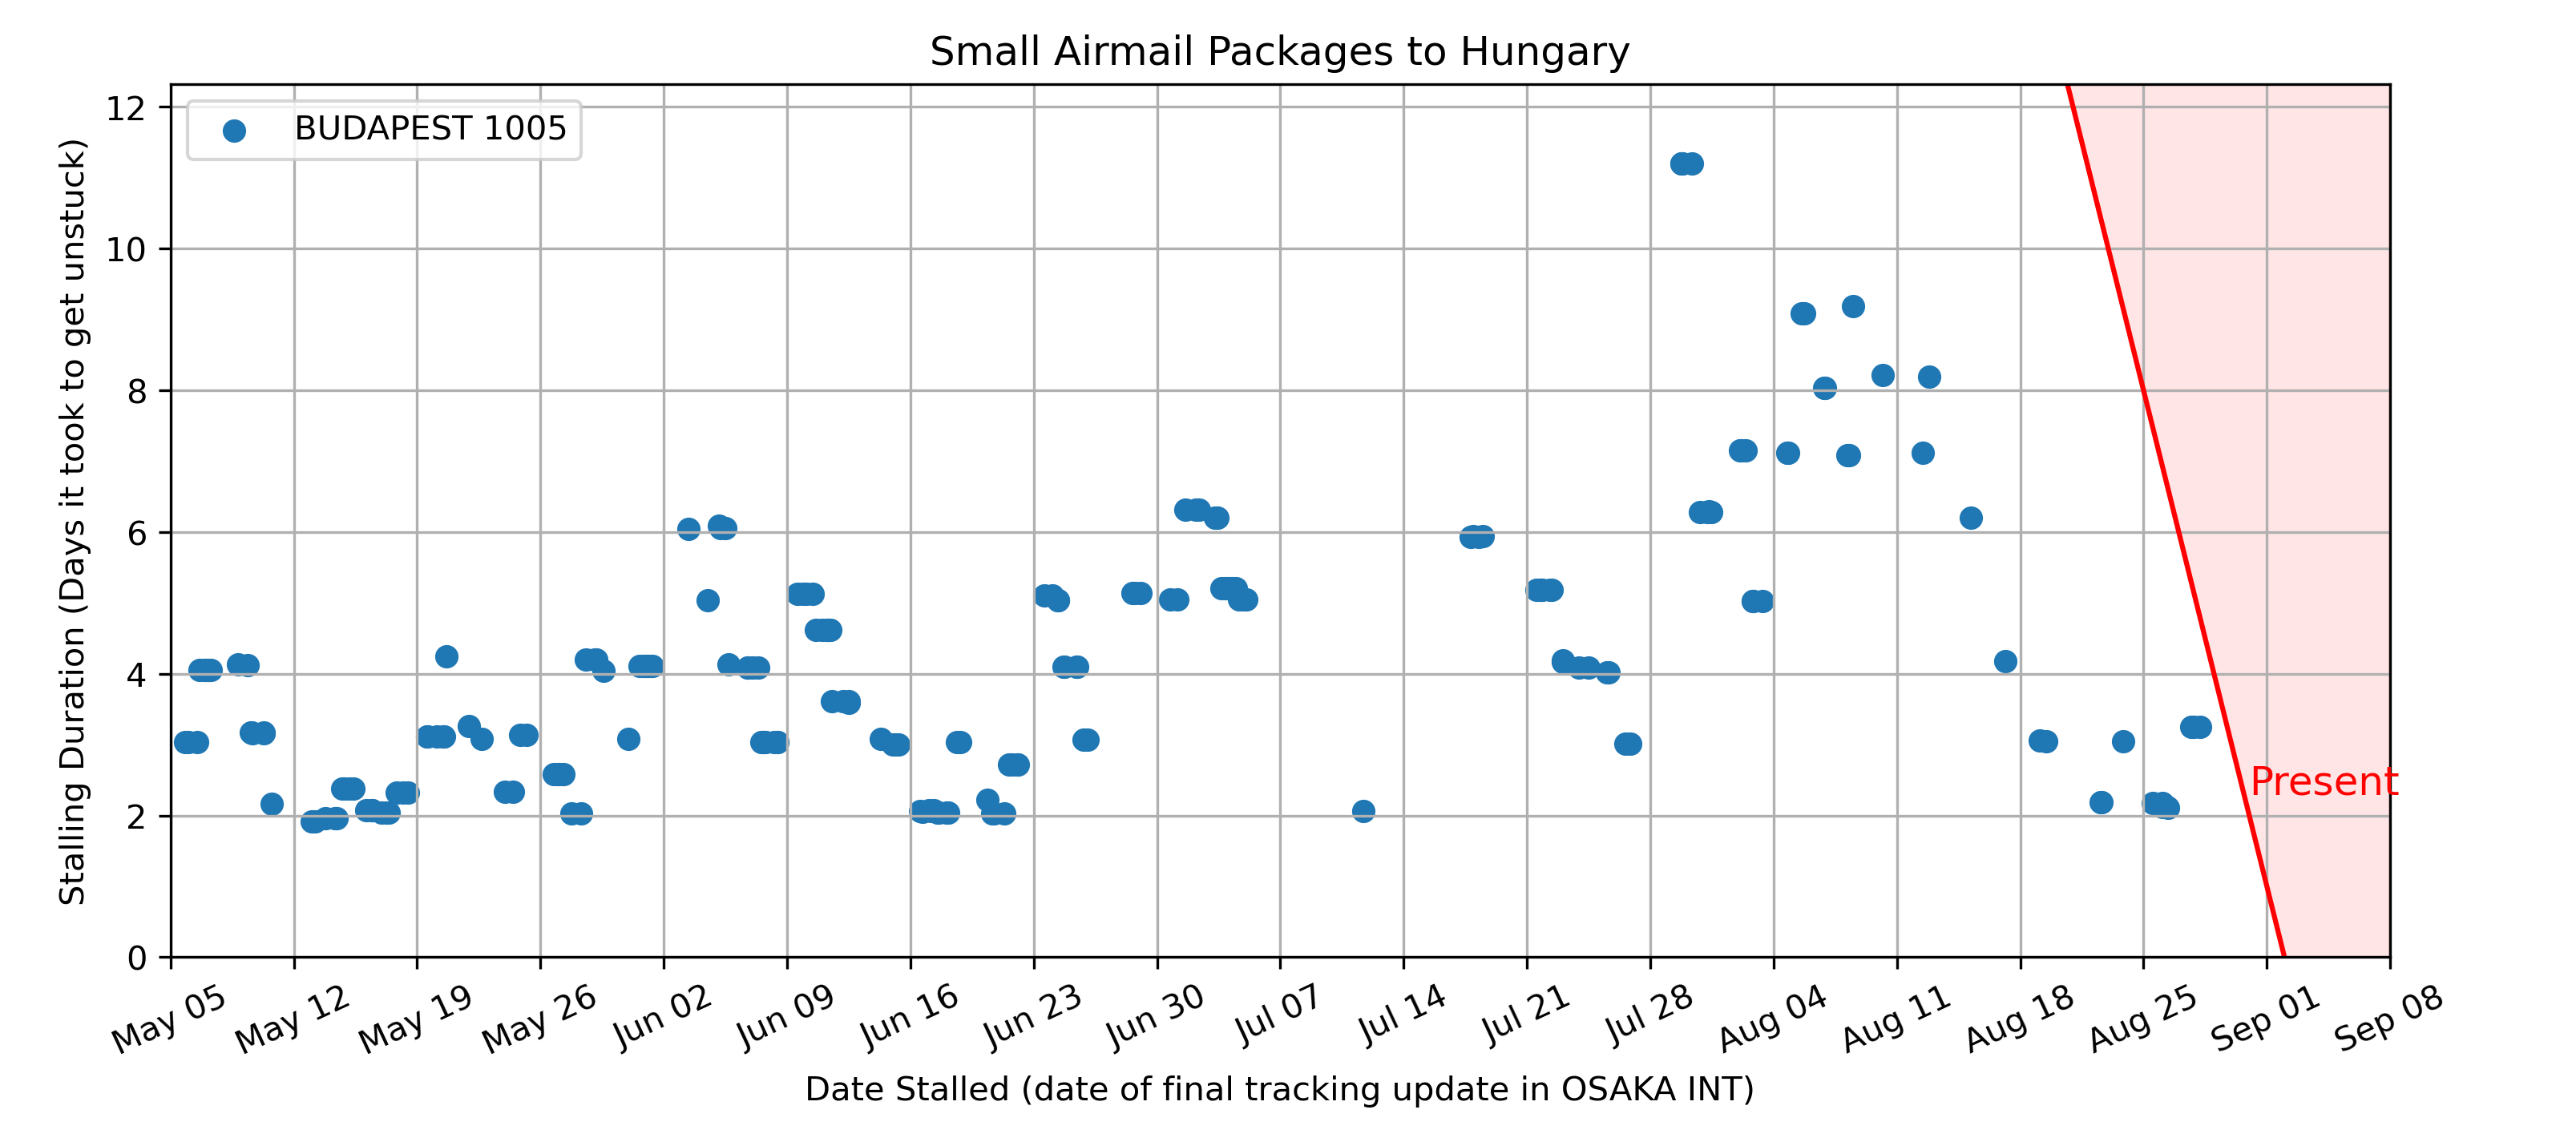 Small Airmail Packages to Hungary
BUDAPEST 1005
Stalling Duration (Days it took to get unstuck)
12
10
8
6
4
2
0
Present
May 05
May 12
May 19
May 26
Jun 02
Jun 09
Jun 16
Jun 23
Jun 30
Jul 07
Jul 14
Jul 21
Jul 28
Aug 04
Aug 11
Aug 18
Aug 25
Sep 01
Sep 08
Date Stalled (date of final tracking update in OSAKA INT)